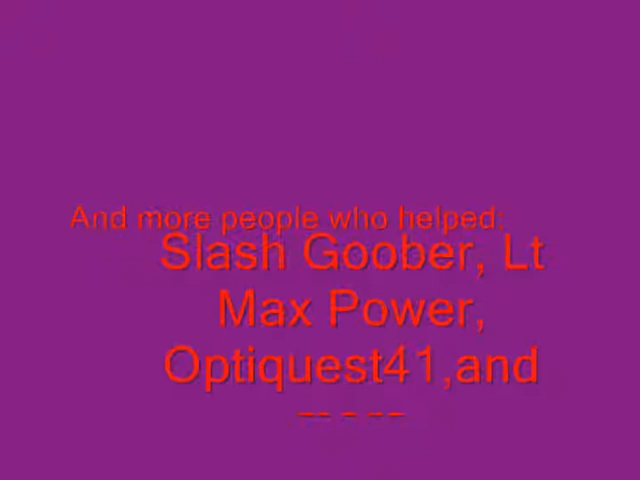 And more people who helped:
Slash Goober, Lt
Max Power,
Optiquest41,and